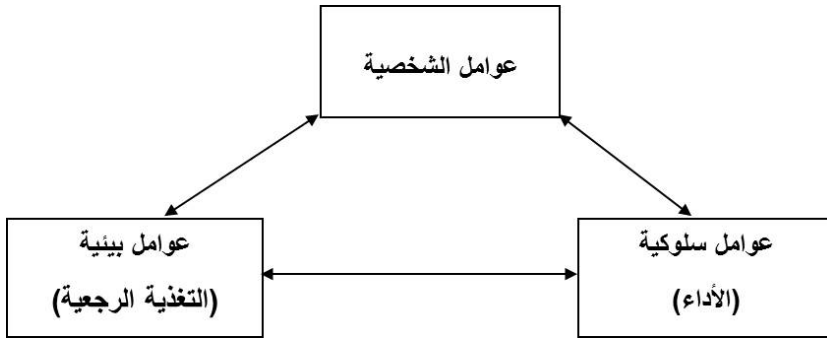 عوامل الشخصية
عوامل سلوكية
(الأداء)
عوامل بيئية
(التغذية الرجعية)